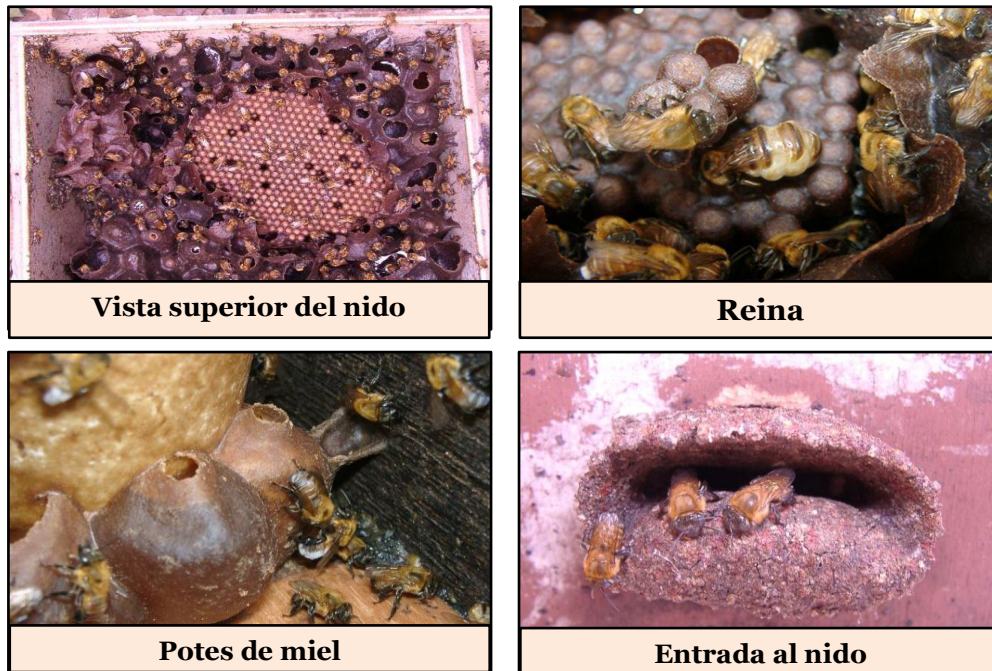 Vista superior del nido
Reina
Potes de miel
Entrada al nido